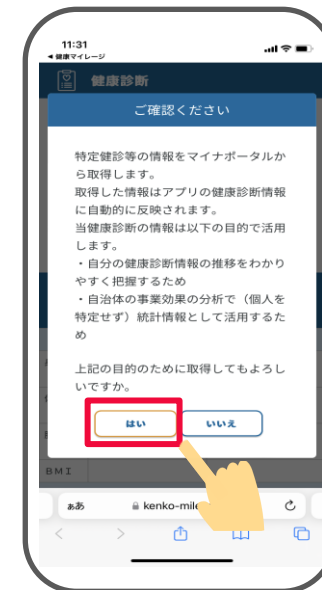 11:31
◀ 健康マイレージ
健康診断
ご確認ください
特定健診等の情報をマイナポータルか
ら取得します。
取得した情報はアプリの健康診断情報
に自動的に反映されます。
当健康診断の情報は以下の目的で活用
します。
・自分の健康診断情報の推移をわかり
やすく把握するため
・自治体の事業効果の分析で（個人を
特定せず）統計情報として活用するた
め
上記の目的のために取得してもよろし
いですか。
はい いいえ
BMI
ぁあ kenko-mile